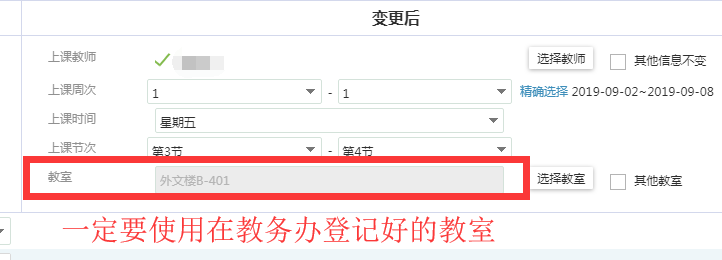 变更后
上课教师 选择教师 其他信息不变
上课周次 1 - 1 精确选择 2019-09-02~2019-09-08
上课时间 星期五
上课节次 第3节 - 第4节
教室 外文楼B-401 选择教室 其他教室
一定要使用在教务办登记好的教室